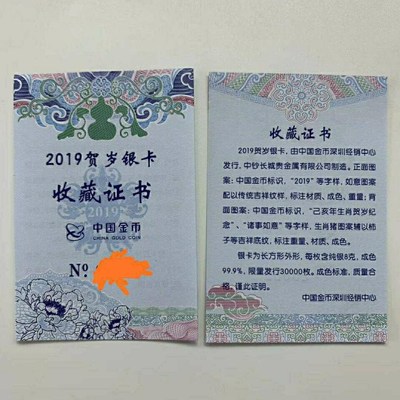 2019贺岁银卡
收藏证书
2019
中国金币
CHINA GOLD COIN
№
收藏证书
2019贺岁银卡，由中国金币深圳经销中心
发行，中钞长城贵金属有限公司制造。正面图
案：中国金币标识，“2019”等字样，如意图案
配以传统吉祥纹样，标注材质、成色、重量；背
面图案：中国金币标识，“己亥年生肖贺岁纪
念”、“诸事如意”等字样，生肖猪图案辅以柿
子等吉祥底纹，标注重量、材质、成色。
银卡为长方形外形，每枚含纯银8克，成色
99.9%，限量发行30000枚。成色标准，质量合
格，谨此证明。
中国金币深圳经销中心